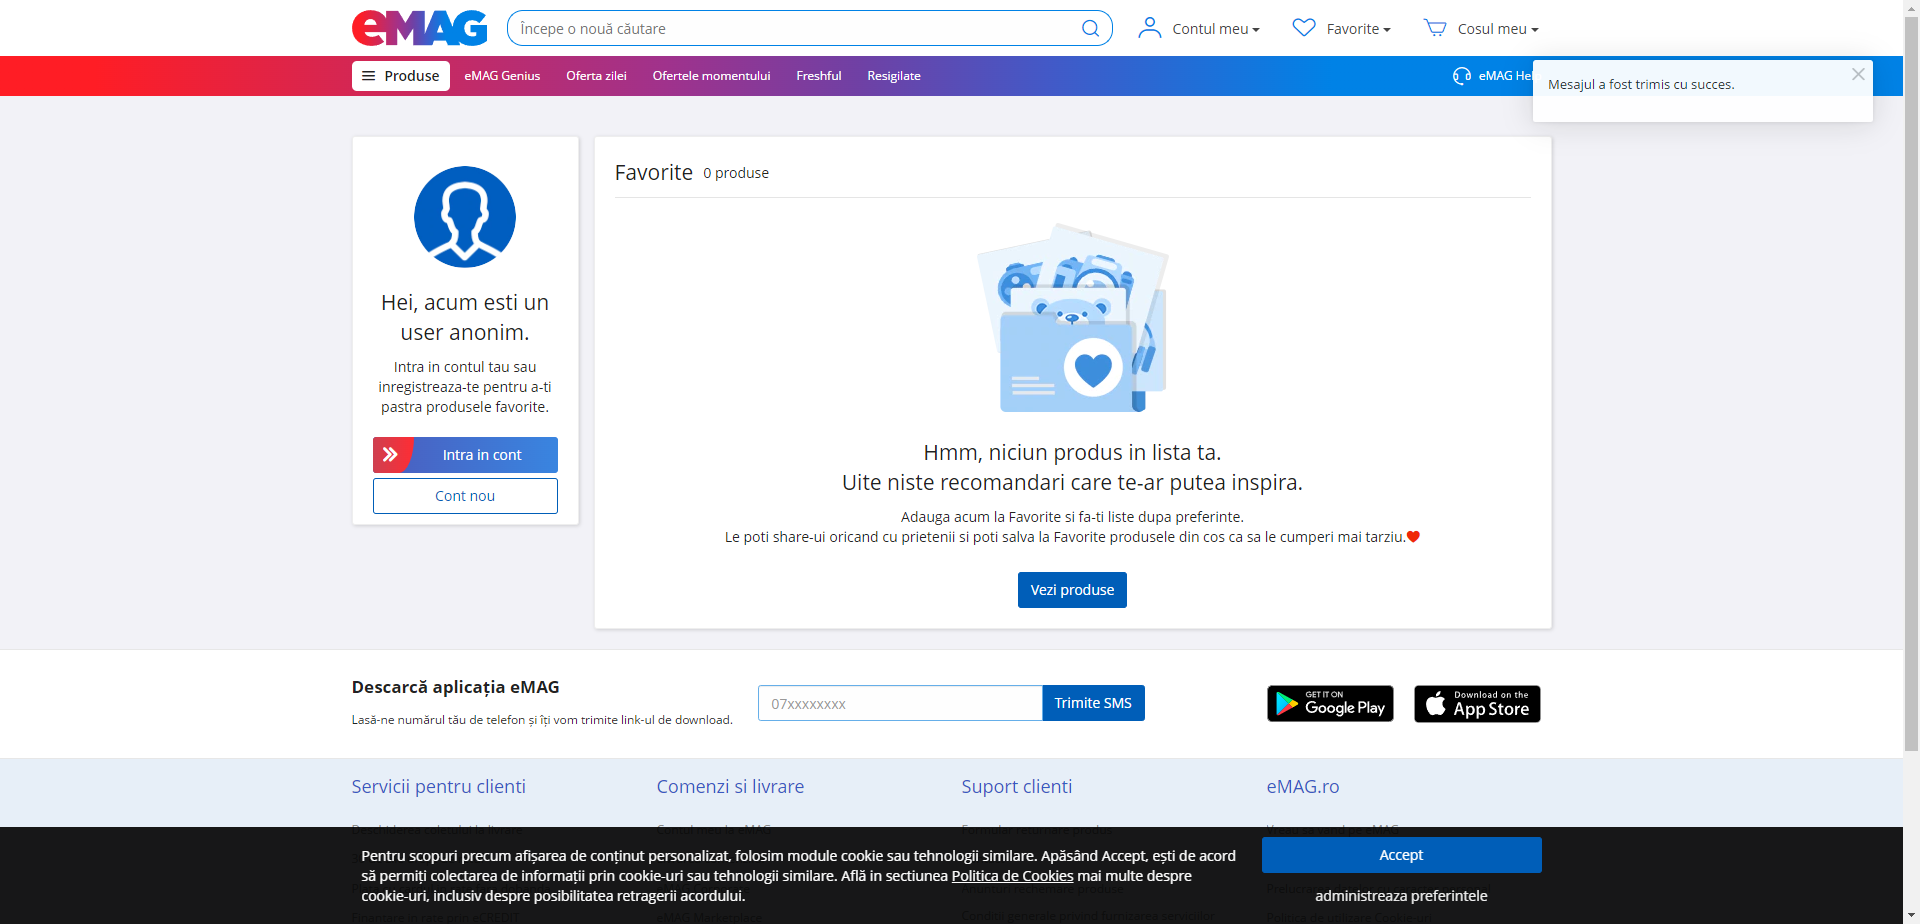 eMAG
Începe o nouă căutare
Contul meu
Favorite
Cosul meu
Produse
eMAG Genius
Oferta zilei
Ofertele momentului
Freshful
Resigilate
eMAG Hel
Mesajul a fost trimis cu succes.
Hei, acum esti un
user anonim.
Intra in contul tau sau
inregistreaza-te pentru a-ti
pastra produsele favorite.
Intra in cont
Cont nou
Favorite 0 produse
Hmm, niciun produs in lista ta.
Uite niste recomandari care te-ar putea inspira.
Adauga acum la Favorite si fa-ti liste dupa preferinte.
Le poti share-ui oricand cu prietenii si poti salva la Favorite produsele din cos ca sa le cumperi mai tarziu.
Vezi produse
Descarcă aplicația eMAG
Lasă-ne numărul tău de telefon și îți vom trimite link-ul de download.
07xxxxxxxx
Trimite SMS
GET IT ON
Google Play
Download on the
App Store
Servicii pentru clienti
Comenzi si livrare
Suport clienti
eMAG.ro
Pentru scopuri precum afișarea de conținut personalizat, folosim module cookie sau tehnologii similare. Apăsând Accept, ești de acord
să permiți colectarea de informații prin cookie-uri sau tehnologii similare. Află in sectiunea Politica de Cookies mai multe despre
cookie-uri, inclusiv despre posibilitatea retragerii acordului.
Accept
administreaza preferintele